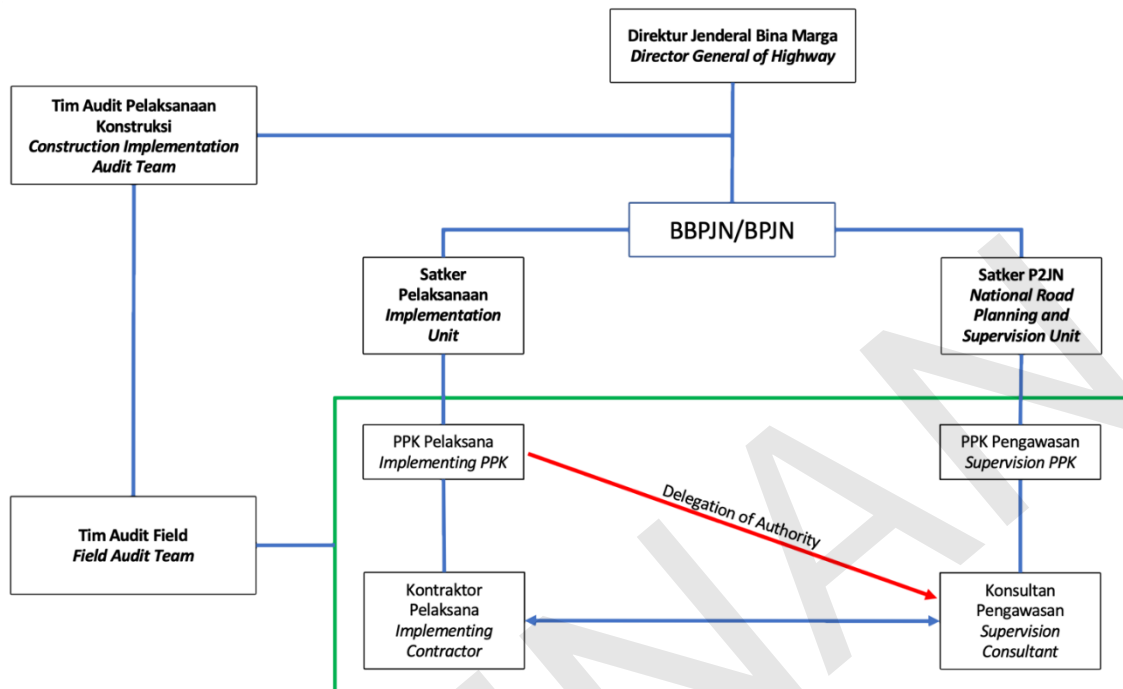 Direktur Jenderal Bina Marga
Director General of Highway
Tim Audit Pelaksanaan
Konstruksi
Construction Implementation
Audit Team
BBPJN/BPJN
Satker
Pelaksanaan
Implementation
Unit
Satker P2JN
National Road
Planning and
Supervision Unit
PPK Pelaksana
Implementing PPK
PPK Pengawasan
Supervision PPK
Delegation of Authority
Tim Audit Field
Field Audit Team
Kontraktor
Pelaksana
Implementing
Contractor
Konsultan
Pengawasan
Supervision
Consultant